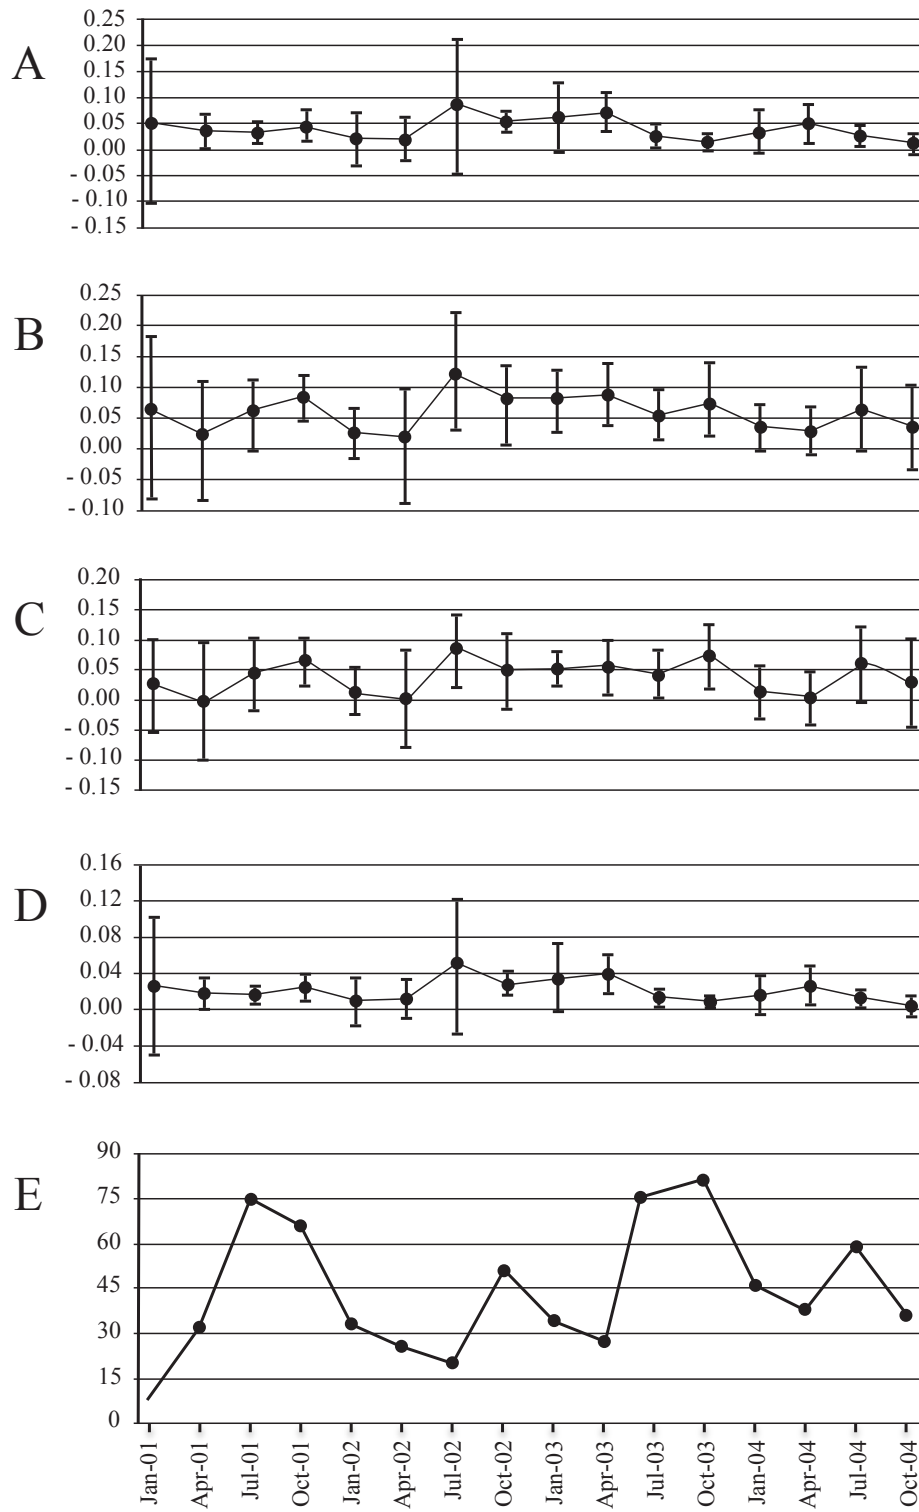 A
0.25
0.20
0.15
0.10
0.05
0.00
- 0.05
- 0.10
- 0.15
B
0.25
0.20
0.15
0.10
0.05
0.00
- 0.05
- 0.10
C
0.20
0.15
0.10
0.05
0.00
- 0.05
- 0.10
- 0.15
D
0.16
0.12
0.08
0.04
0.00
- 0.04
- 0.08
E
90
75
60
45
30
15
0
Jan-01
Apr-01
Jul-01
Oct-01
Jan-02
Apr-02
Jul-02
Oct-02
Jan-03
Apr-03
Jul-03
Oct-03
Jan-04
Apr-04
Jul-04
Oct-04